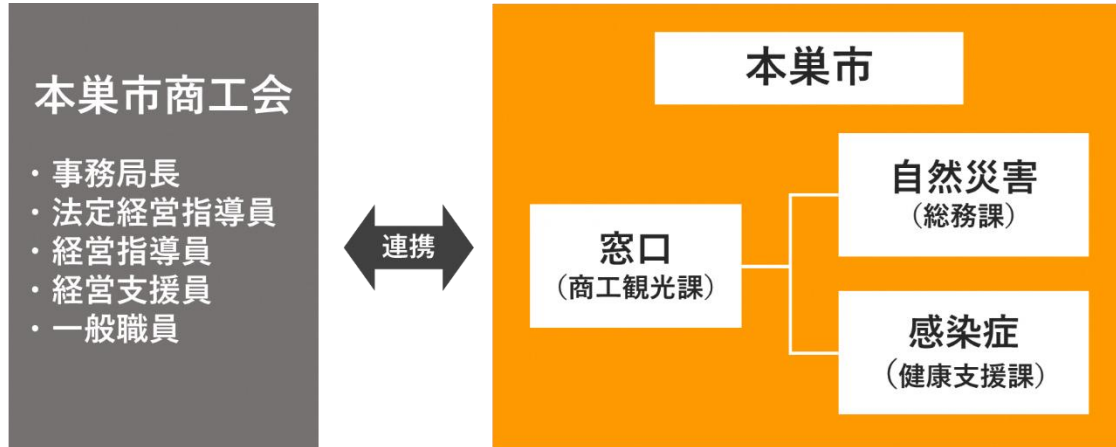 本巣市商工会
・事務局長
・法定経営指導員
・経営指導員
・経営支援員
・一般職員
連携
本巣市
窓口
(商工観光課)
自然災害
(総務課)
感染症
(健康支援課)